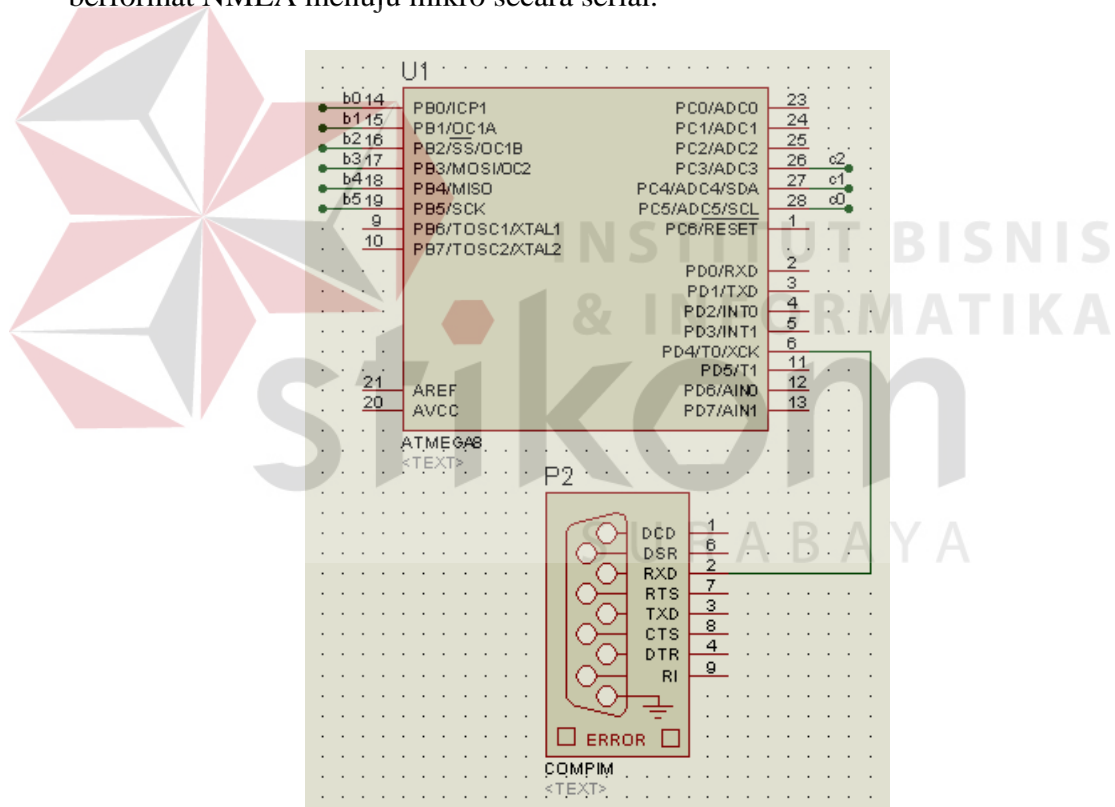 berformat NMEA menuju mikro secara serial.
U1
b0 14 PB0/ICP1 PC0/ADC0 23
b1 15 PB1/OC1A PC1/ADC1 24
b2 16 PB2/SS/OC1B PC2/ADC2 25
b3 17 PB3/MOSI/OC2 PC3/ADC3 26 c2
b4 18 PB4/MISO PC4/ADC4/SDA 27 c1
b5 19 PB5/SCK PC5/ADC5/SCL 28 c0
9 PB6/TOSC1/XTAL1 PC6/RESET 1
10 PB7/TOSC2/XTAL2
INSTITUT BISNIS
PD0/RXD 2
PD1/TXD 3
PD2/INT0 4
& INFORMATIKA
PD3/INT1 5
PD4/T0/XCK 6
PD5/T1 11
21 AREF PD6/AIN0 12
20 AVCC PD7/AIN1 13
stikom
ATMEGA8
<TEXT>
P2
SURABAYA
DCD 1
DSR 6
RXD 2
RTS 7
TXD 3
CTS 8
DTR 4
RI 9
ERROR
COMPIM
<TEXT>